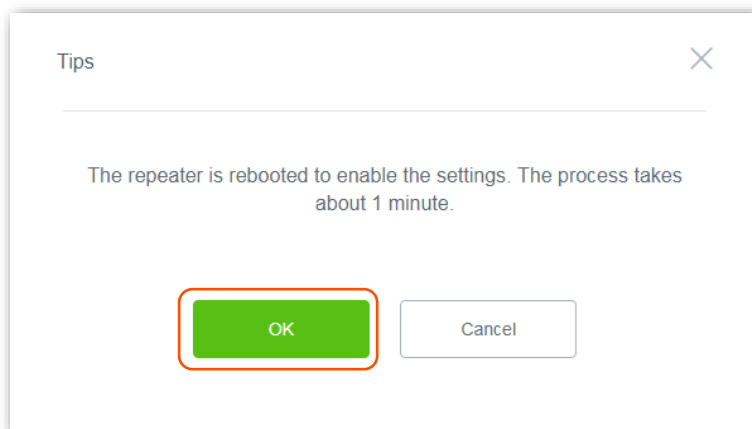 Tips
The repeater is rebooted to enable the settings. The process takes
about 1 minute.
OK
Cancel